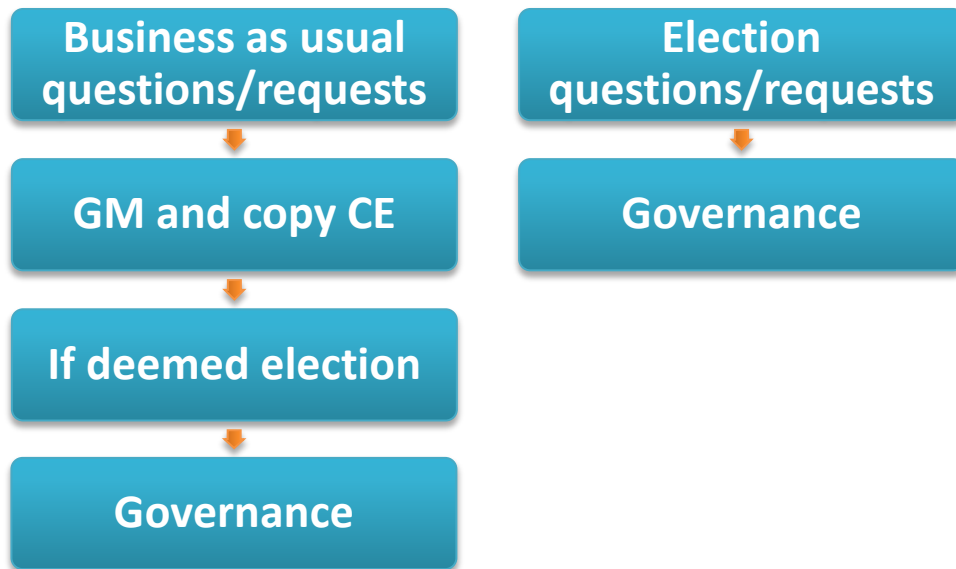 Business as usual
questions/requests
GM and copy CE
If deemed election
Governance
Election
questions/requests
Governance